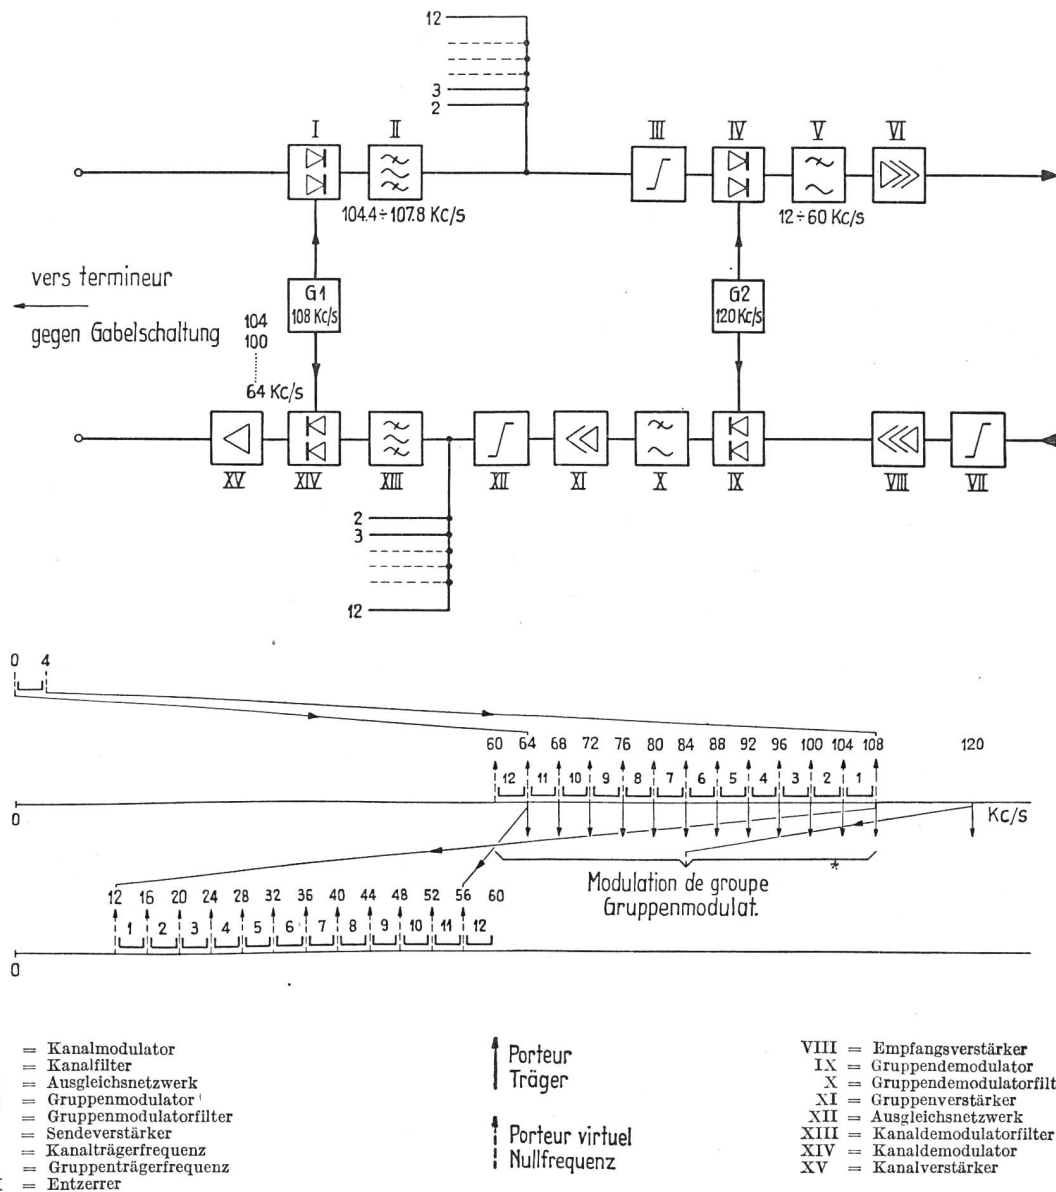 12
3
2
I II III IV V VI
104.4÷107.8 Kc/s
12÷60 Kc/s
vers termineur
gegen Gabelschaltung
G1
108 Kc/s
G2
120 Kc/s
104
100
64 Kc/s
XV XIV XIII XII XI X IX VIII VII
2
3
12
0 4
60 64 68 72 76 80 84 88 92 96 100 104 108 120
12 11 10 9 8 7 6 5 4 3 2 1
0 Kc/s
*
Modulation de groupe
Gruppenmodulat.
12 16 20 24 28 32 36 40 44 48 52 56 60
1 2 3 4 5 6 7 8 9 10 11 12
0
= Kanalmodulator
= Kanalfilter
= Ausgleichsnetzwerk
= Gruppenmodulator
= Gruppenmodulatorfilter
= Sendeverstärker
= Kanalträgerfrequenz
= Gruppenträgerfrequenz
= Entzerrer
Porteur
Träger
Porteur virtuel
Nullfrequenz
VIII = Empfangsverstärker
IX = Gruppendemodulator
X = Gruppendemodulatorfilt
XI = Gruppenverstärker
XII = Ausgleichsnetzwerk
XIII = Kanaldemodulatorfilter
XIV = Kanaldemodulator
XV = Kanalverstärker